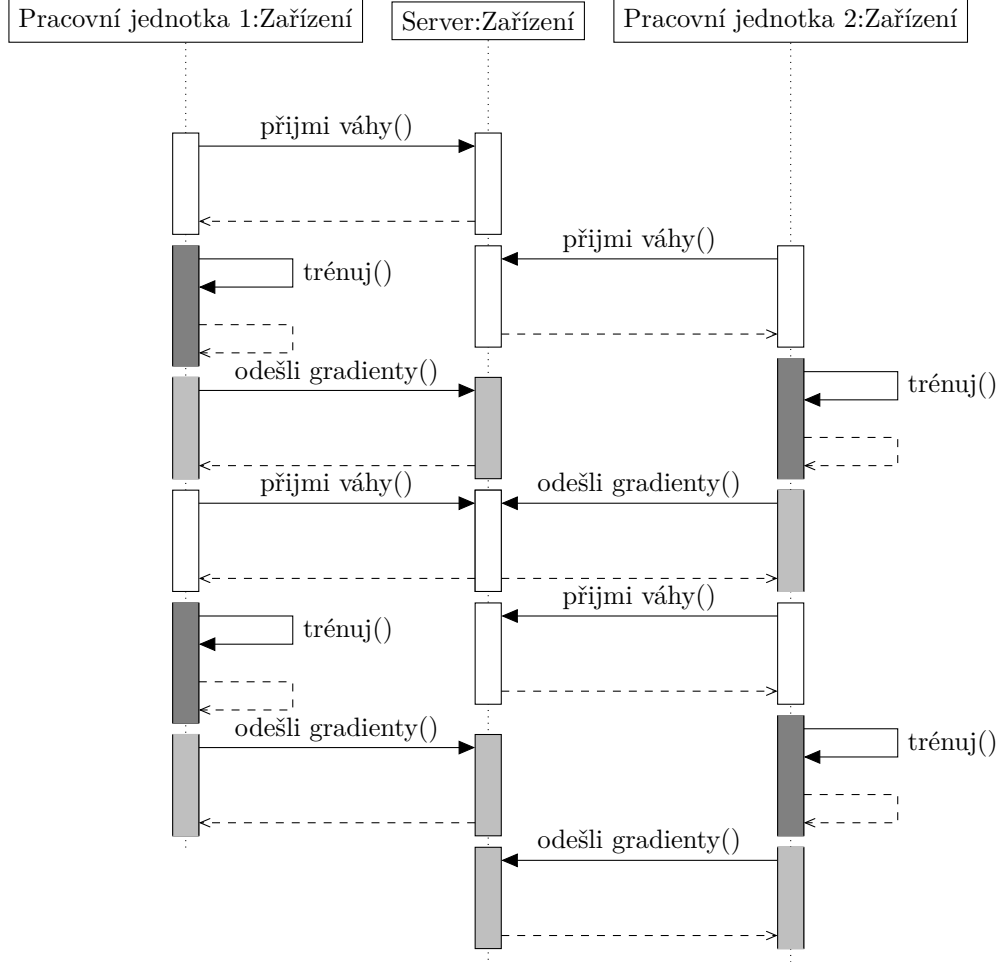 Pracovní jednotka 1:Zařízení
Server:Zařízení
Pracovní jednotka 2:Zařízení
přijmi váhy()
přijmi váhy()
trénuj()
odešli gradienty()
trénuj()
přijmi váhy()
odešli gradienty()
přijmi váhy()
trénuj()
odešli gradienty()
trénuj()
odešli gradienty()